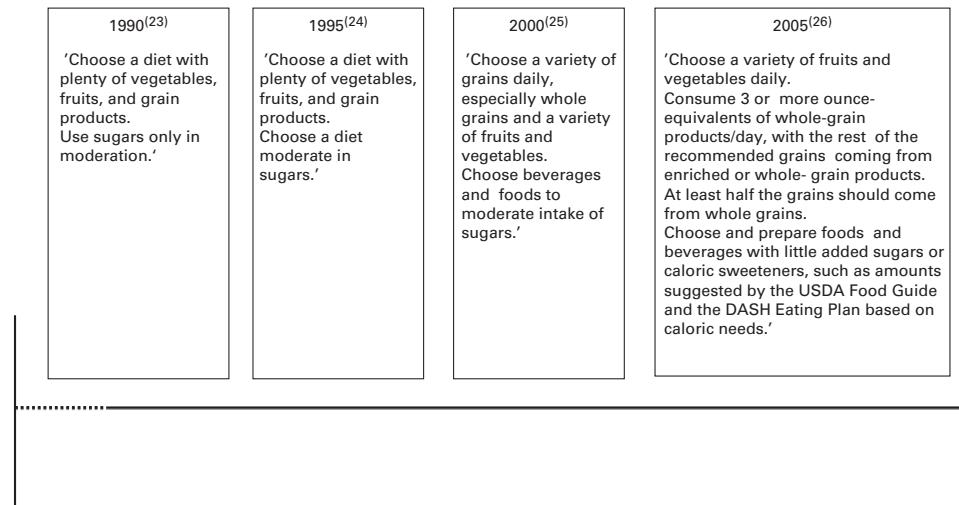 1990(23)
'Choose a diet with
plenty of vegetables,
fruits, and grain
products.
Use sugars only in
moderation.‘
1995(24)
'Choose a diet with
plenty of vegetables,
fruits, and grain
products.
Choose a diet
moderate in
sugars.’
2000(25)
'Choose a variety of
grains daily,
especially whole
grains and a variety
of fruits and
vegetables.
Choose beverages
and foods to
moderate intake of
sugars.’
2005(26)
'Choose a variety of fruits and
vegetables daily.
Consume 3 or more ounce-
equivalents of whole-grain
products/day, with the rest of the
recommended grains coming from
enriched or whole- grain products.
At least half the grains should come
from whole grains.
Choose and prepare foods and
beverages with little added sugars or
caloric sweeteners, such as amounts
suggested by the USDA Food Guide
and the DASH Eating Plan based on
caloric needs.’